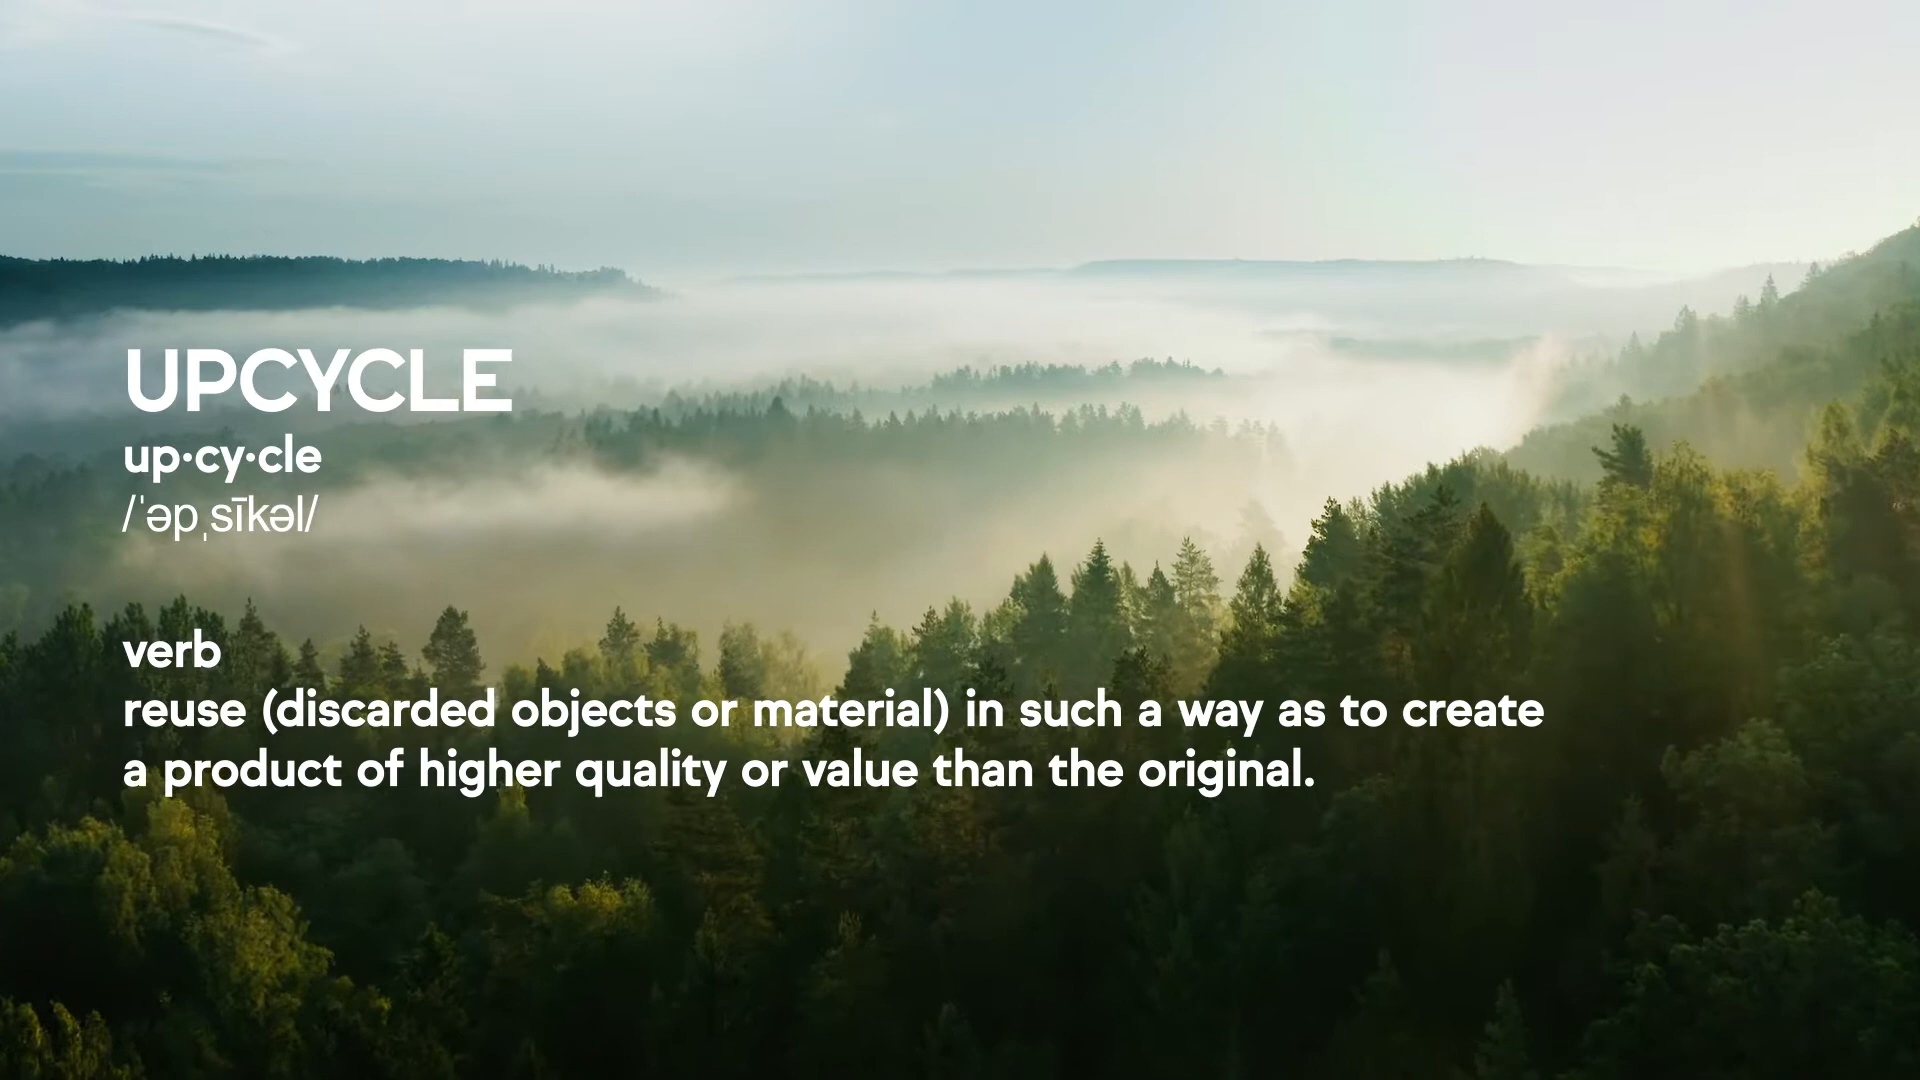 UPCYCLE
up·cy·cle
/ˈəpˌsīkəl/
verb
reuse (discarded objects or material) in such a way as to create
a product of higher quality or value than the original.